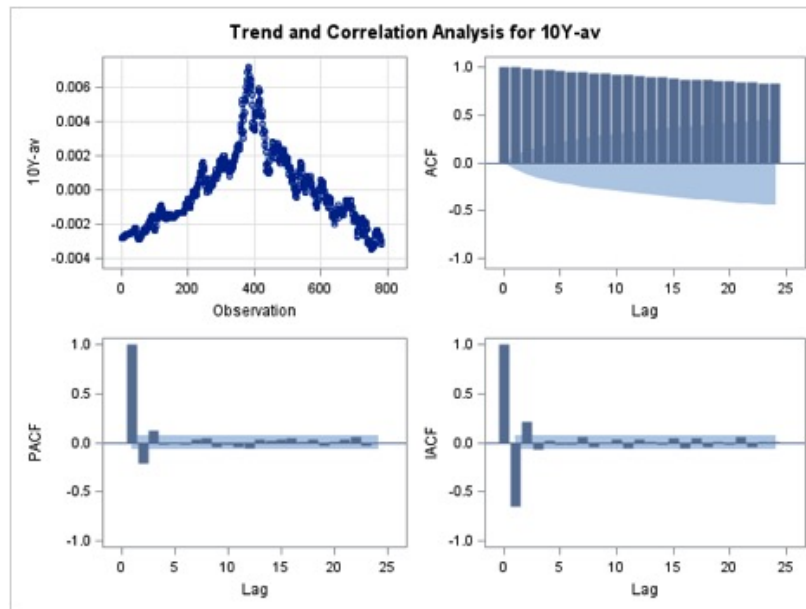 Trend and Correlation Analysis for 10Y-av
10Y-av
0.006
0.004
0.002
0.000
-0.002
-0.004
0 200 400 600 800
Observation
ACF
1.0
0.5
0.0
-0.5
-1.0
0 5 10 15 20 25
Lag
PACF
1.0
0.5
0.0
-0.5
-1.0
0 5 10 15 20 25
Lag
IACF
1.0
0.5
0.0
-0.5
-1.0
0 5 10 15 20 25
Lag